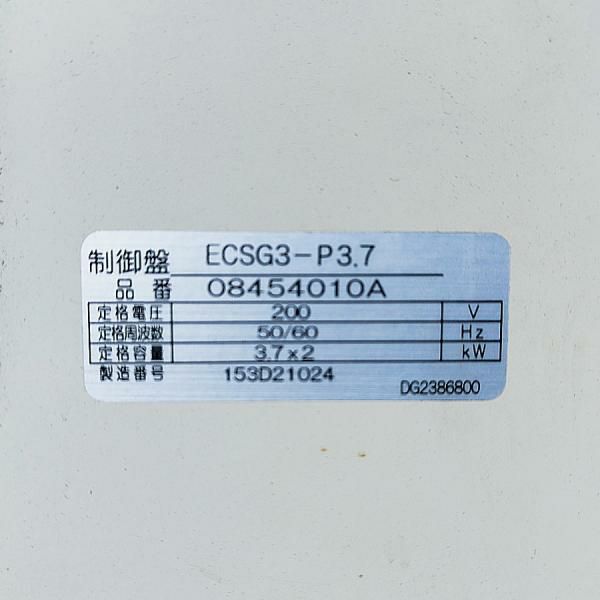 制御盤 ECSG3-P3.7
品番 08454010A
定格電圧 200 V
定格周波数 50/60 Hz
定格容量 3.7×2 kW
製造番号 153D21024
DG2386800